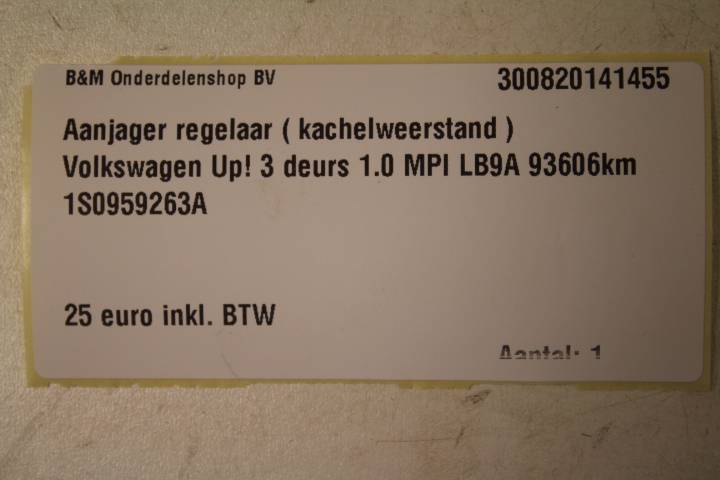 B&M Onderdelenshop BV 300820141455
Aanjager regelaar ( kachelweerstand )
Volkswagen Up! 3 deurs 1.0 MPI LB9A 93606km
1S0959263A
25 euro inkl. BTW
Aantal: 1